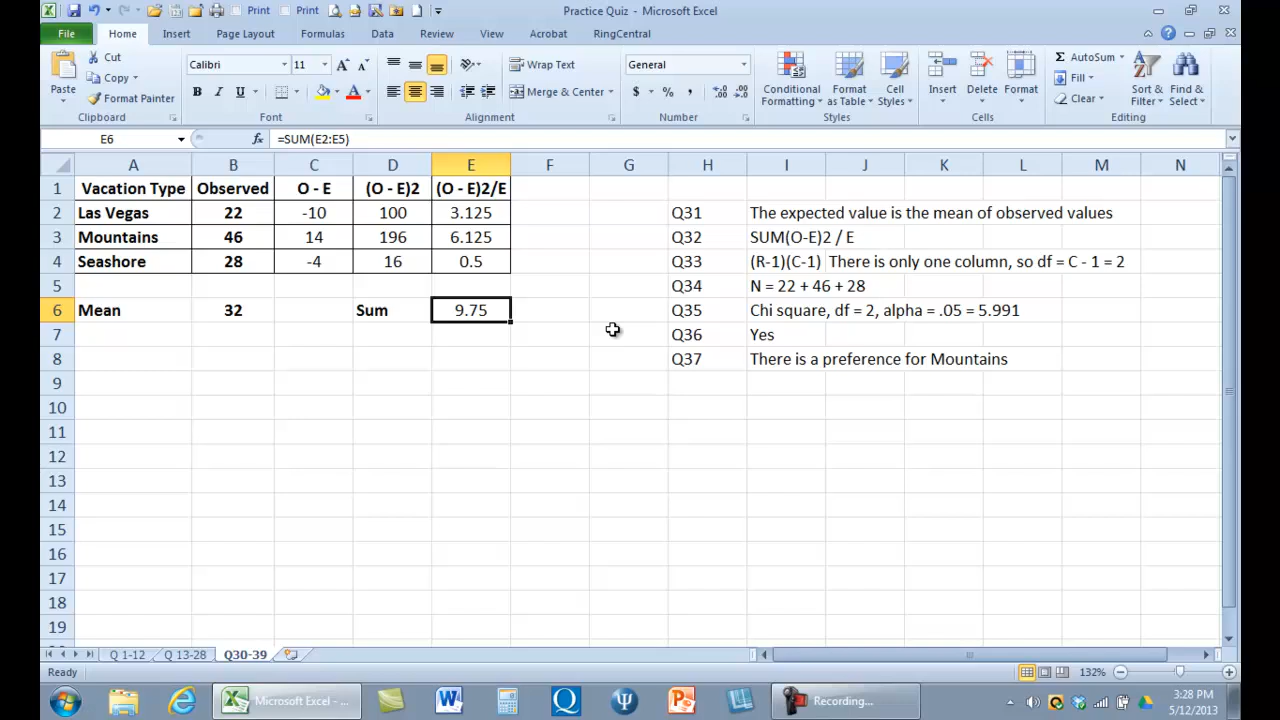 Print
Print
Practice Quiz - Microsoft Excel
File Home Insert Page Layout Formulas Data Review View Acrobat RingCentral
Paste
Cut
Copy
Format Painter
Clipboard
Calibri 11
B I U
Font
Wrap Text
Merge & Center
Alignment
General
$ % ,
Number
Conditional Formatting
Format as Table
Cell Styles
Styles
Insert Delete Format
Cells
AutoSum
Fill
Clear
Sort & Filter
Find & Select
Editing
E6 fx =SUM(E2:E5)
A B C D E F G H I J K L M N
1 Vacation Type Observed O - E (O - E)2 (O - E)2/E
2 Las Vegas 22 -10 100 3.125 Q31 The expected value is the mean of observed values
3 Mountains 46 14 196 6.125 Q32 SUM(O-E)2 / E
4 Seashore 28 -4 16 0.5 Q33 (R-1)(C-1) There is only one column, so df = C - 1 = 2
5 Q34 N = 22 + 46 + 28
6 Mean 32 Sum 9.75 Q35 Chi square, df = 2, alpha = .05 = 5.991
7 Q36 Yes
8 Q37 There is a preference for Mountains
9
10
11
12
13
14
15
16
17
18
19
Q 1-12 Q 13-28 Q30-39
Ready 132%
Microsoft Excel - ... Recording...
3:28 PM
5/12/2013